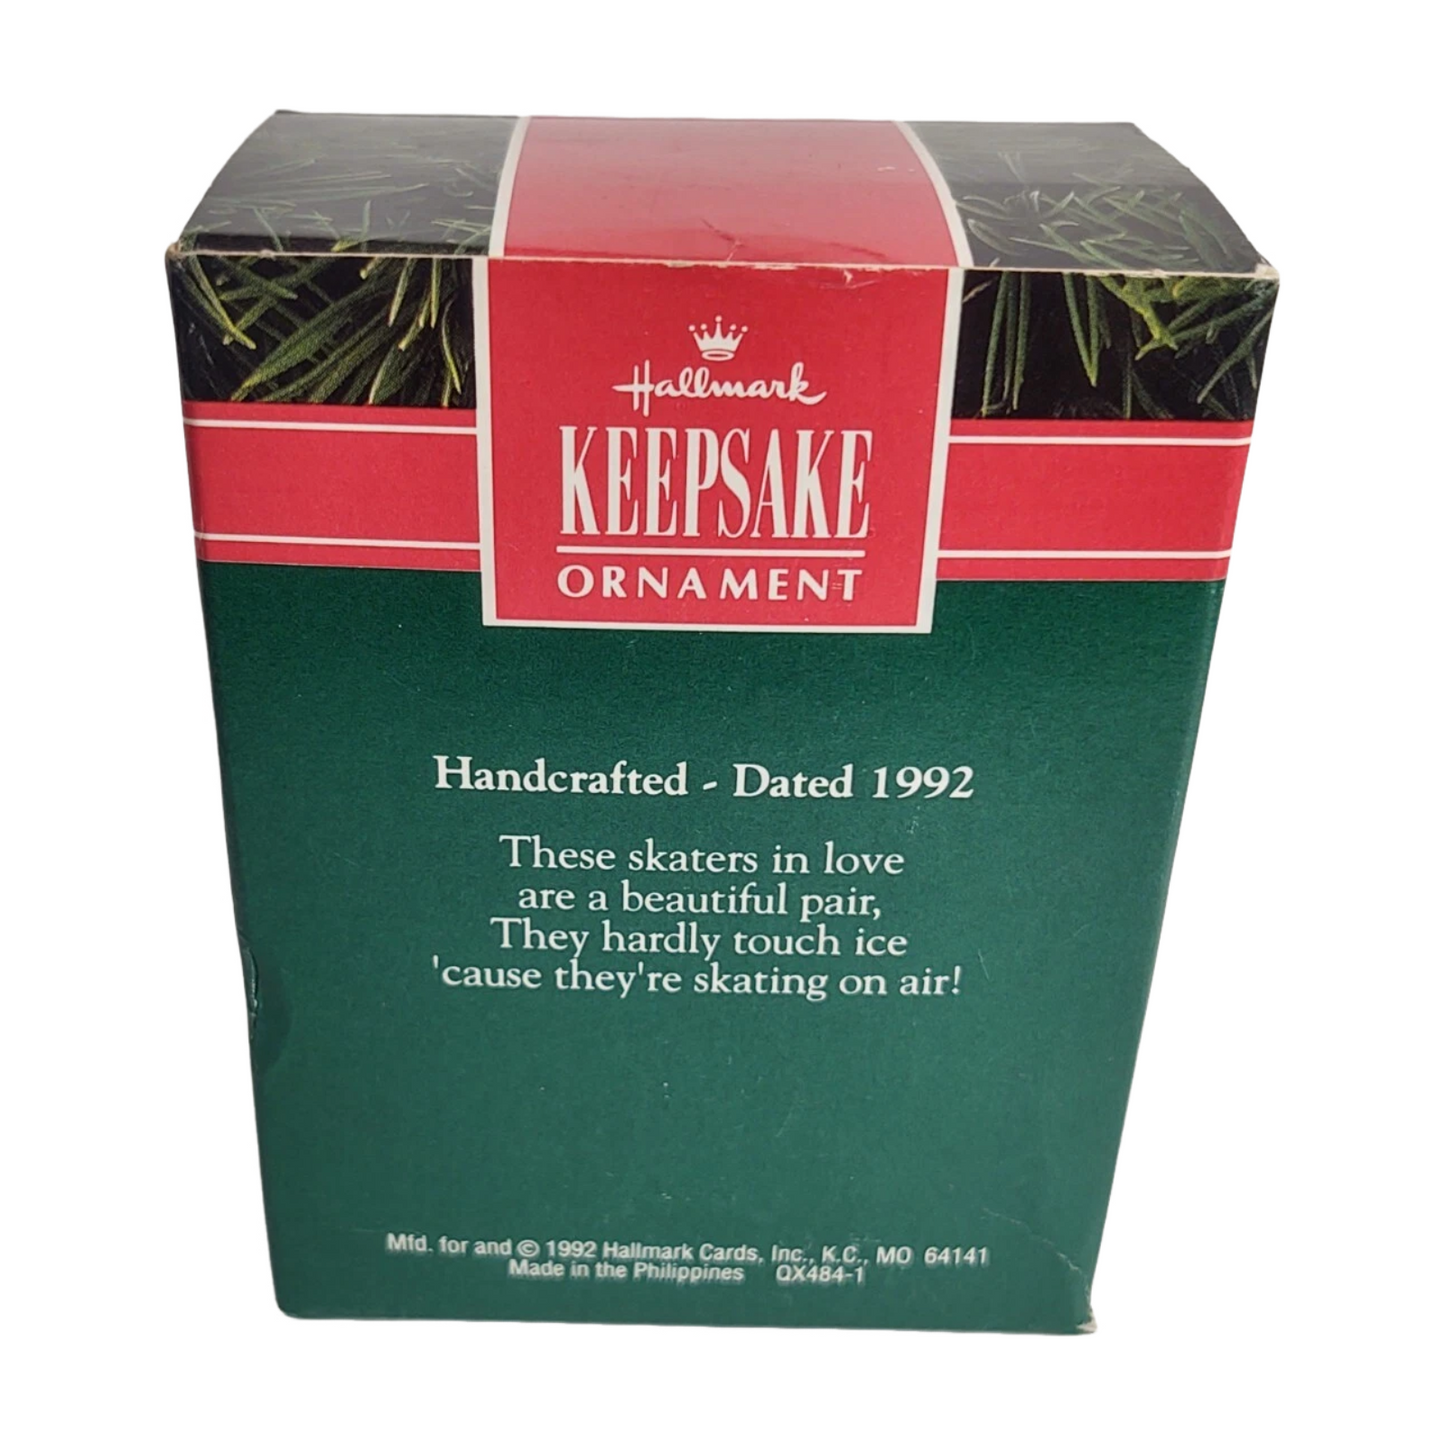 Hallmark
KEEPSAKE
ORNAMENT
Handcrafted - Dated 1992
These skaters in love
are a beautiful pair,
They hardly touch ice
'cause they're skating on air!
Mfd. for and © 1992 Hallmark Cards, Inc., K.C., MO 64141
Made in the Philippines QX484-1